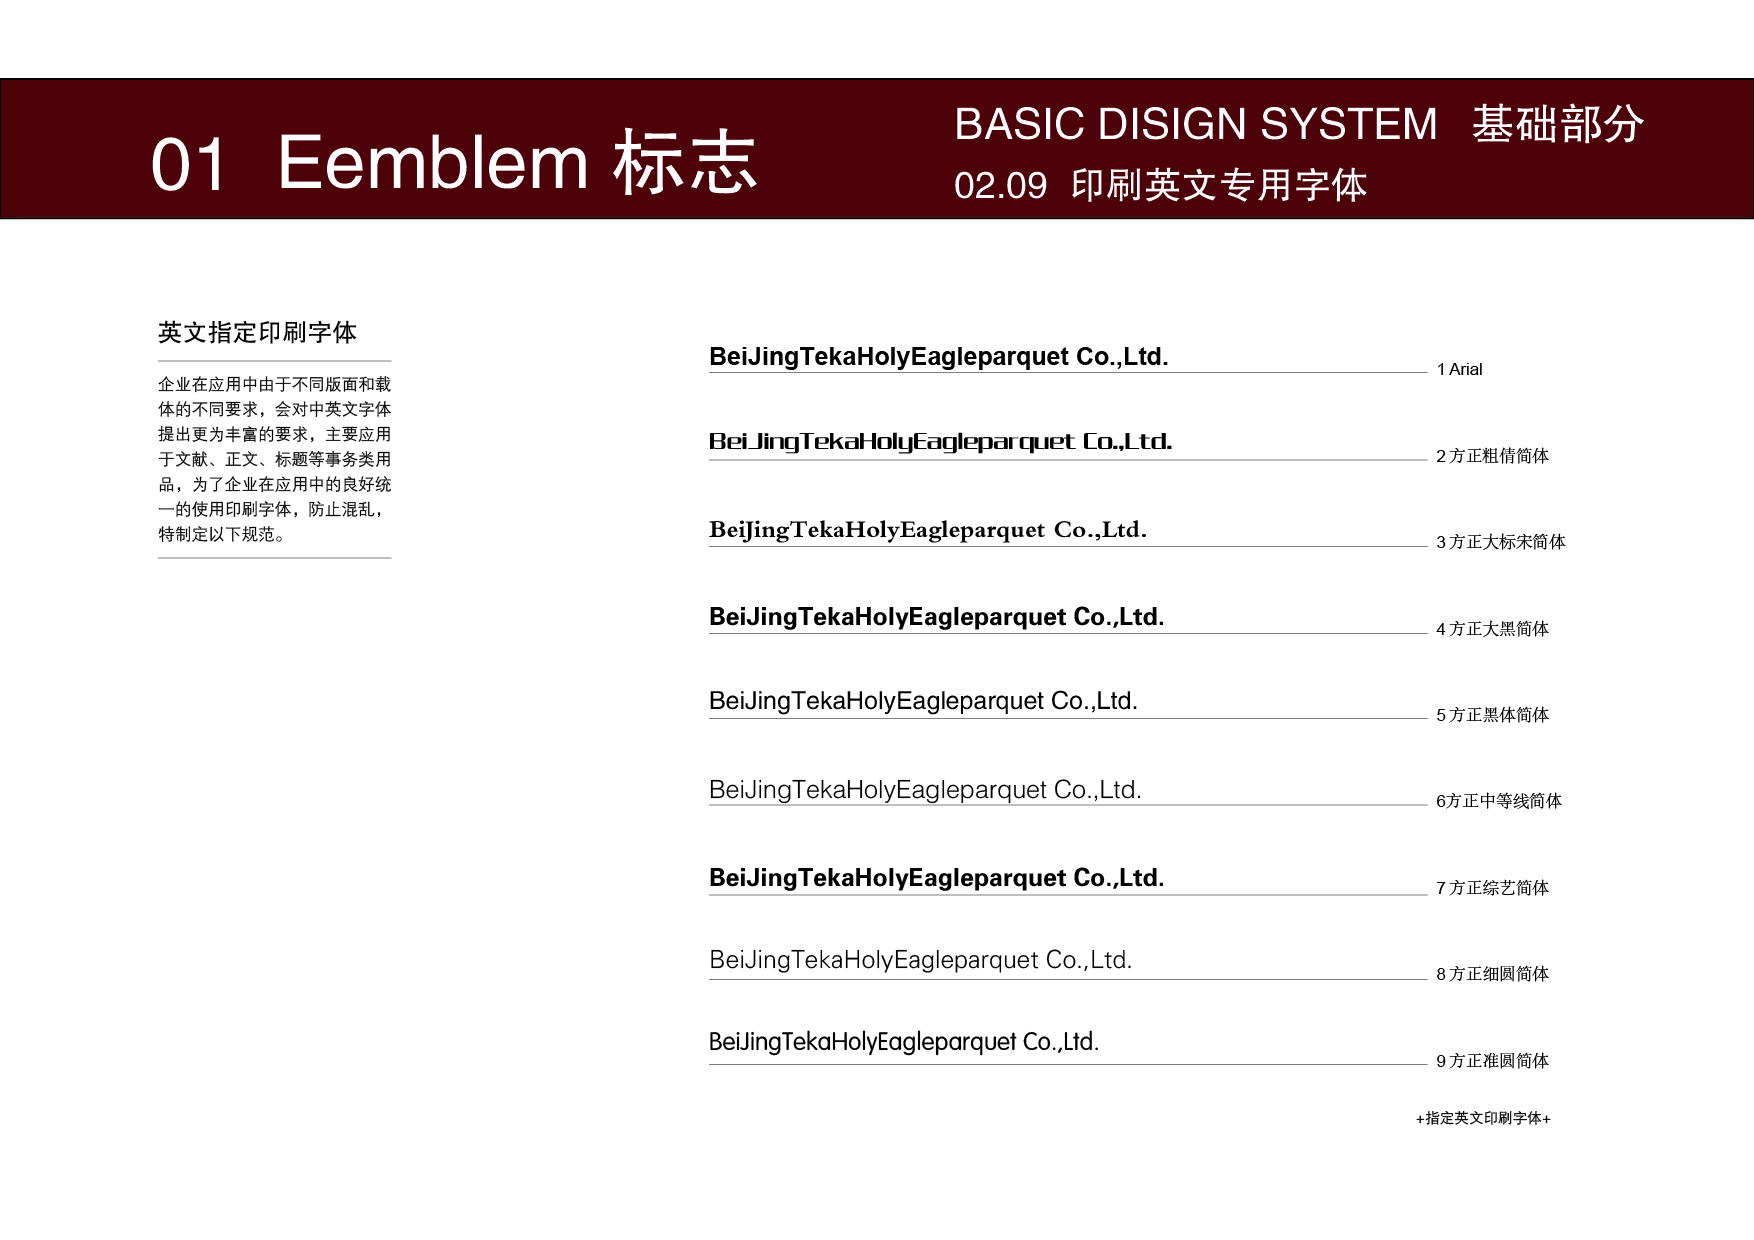 01 Eemblem 标志
BASIC DISIGN SYSTEM 基础部分
02.09 印刷英文专用字体
英文指定印刷字体
企业在应用中由于不同版面和载
体的不同要求，会对中英文字体
提出更为丰富的要求，主要应用
于文献、正文、标题等事务类用
品，为了企业在应用中的良好统
一的使用印刷字体，防止混乱，
特制定以下规范。
BeiJingTekaHolyEagleparquet Co.,Ltd.
1 Arial
BeiJingTekaHolyEagleparquet Co.,Ltd.
2 方正粗倩简体
BeiJingTekaHolyEagleparquet Co.,Ltd.
3 方正大标宋简体
BeiJingTekaHolyEagleparquet Co.,Ltd.
4 方正大黑简体
BeiJingTekaHolyEagleparquet Co.,Ltd.
5 方正黑体简体
BeiJingTekaHolyEagleparquet Co.,Ltd.
6方正中等线简体
BeiJingTekaHolyEagleparquet Co.,Ltd.
7 方正综艺简体
BeiJingTekaHolyEagleparquet Co.,Ltd.
8 方正细圆简体
BeiJingTekaHolyEagleparquet Co.,Ltd.
9 方正准圆简体
+指定英文印刷字体+